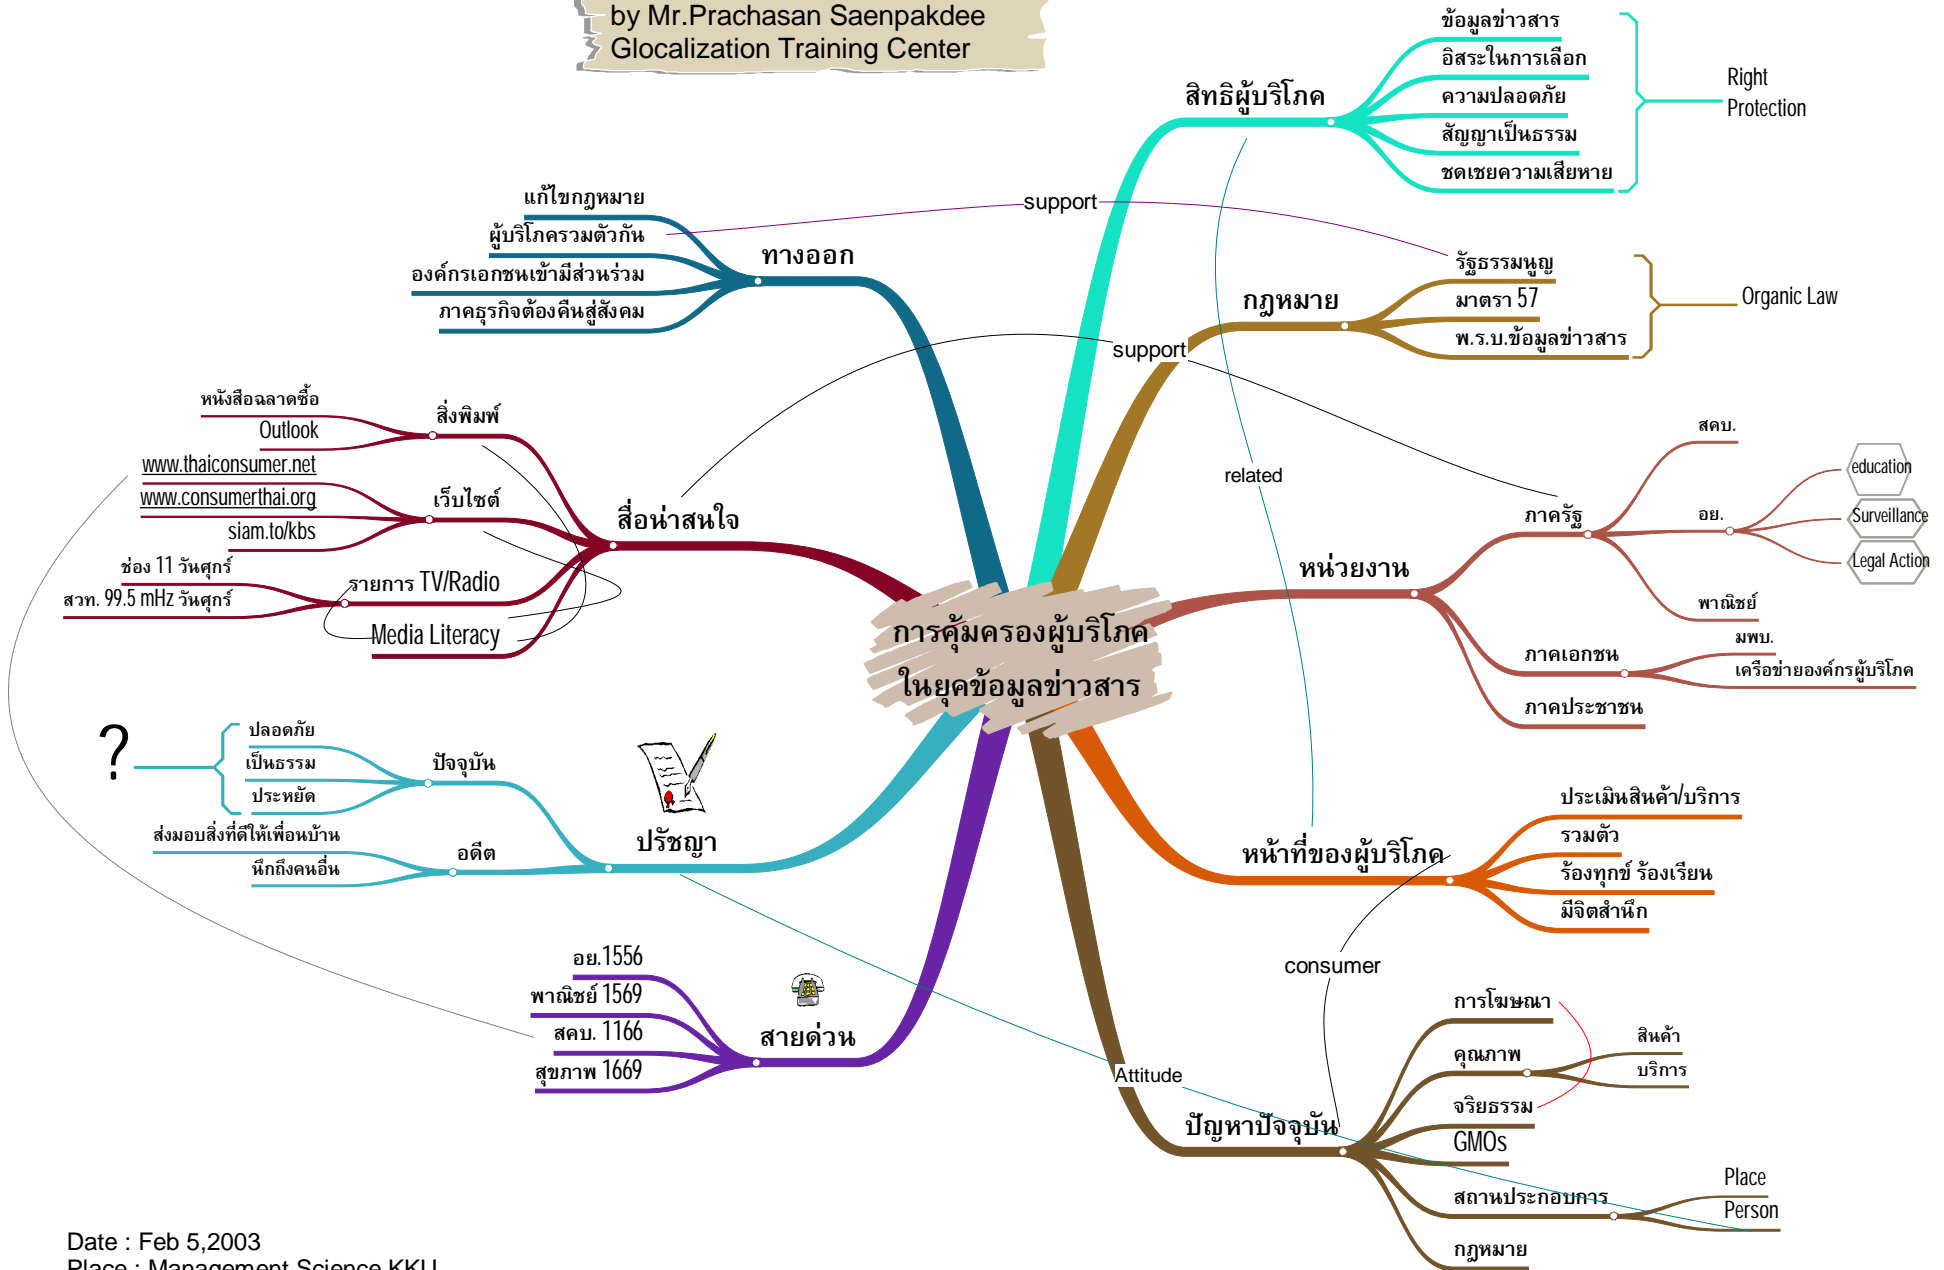 by Mr.Prachasan Saenpakdee
Glocalization Training Center
การคุ้มครองผู้บริโภค
ในยุคข้อมูลข่าวสาร
สิทธิผู้บริโภค
ข้อมูลข่าวสาร
อิสระในการเลือก
ความปลอดภัย
สัญญาเป็นธรรม
ชดเชยความเสียหาย
Right
Protection
กฎหมาย
รัฐธรรมนูญ
มาตรา 57
พ.ร.บ.ข้อมูลข่าวสาร
Organic Law
หน่วยงาน
ภาครัฐ
สคบ.
อย.
education
Surveillance
Legal Action
พาณิชย์
ภาคเอกชน
มพบ.
เครือข่ายองค์กรผู้บริโภค
ภาคประชาชน
หน้าที่ของผู้บริโภค
ประเมินสินค้า/บริการ
รวมตัว
ร้องทุกข์ ร้องเรียน
มีจิตสำนึก
ปัญหาปัจจุบัน
การโฆษณา
คุณภาพ
สินค้า
บริการ
จริยธรรม
GMOs
สถานประกอบการ
Place
Person
กฎหมาย
สายด่วน
อย.1556
พาณิชย์ 1569
สคบ. 1166
สุขภาพ 1669
ปรัชญา
ปัจจุบัน
ปลอดภัย
เป็นธรรม
ประหยัด
?
อดีต
ส่งมอบสิ่งที่ดีให้เพื่อนบ้าน
นึกถึงคนอื่น
สื่อน่าสนใจ
สิ่งพิมพ์
หนังสือฉลาดซื้อ
Outlook
เว็บไซต์
www.thaiconsumer.net
www.consumerthai.org
siam.to/kbs
รายการ TV/Radio
ช่อง 11 วันศุกร์
สวท. 99.5 mHz วันศุกร์
Media Literacy
ทางออก
แก้ไขกฎหมาย
ผู้บริโภครวมตัวกัน
องค์กรเอกชนเข้ามีส่วนร่วม
ภาคธุรกิจต้องคืนสู่สังคม
support
support
related
consumer
Attitude
Date : Feb 5,2003
Place : Management Science KKU